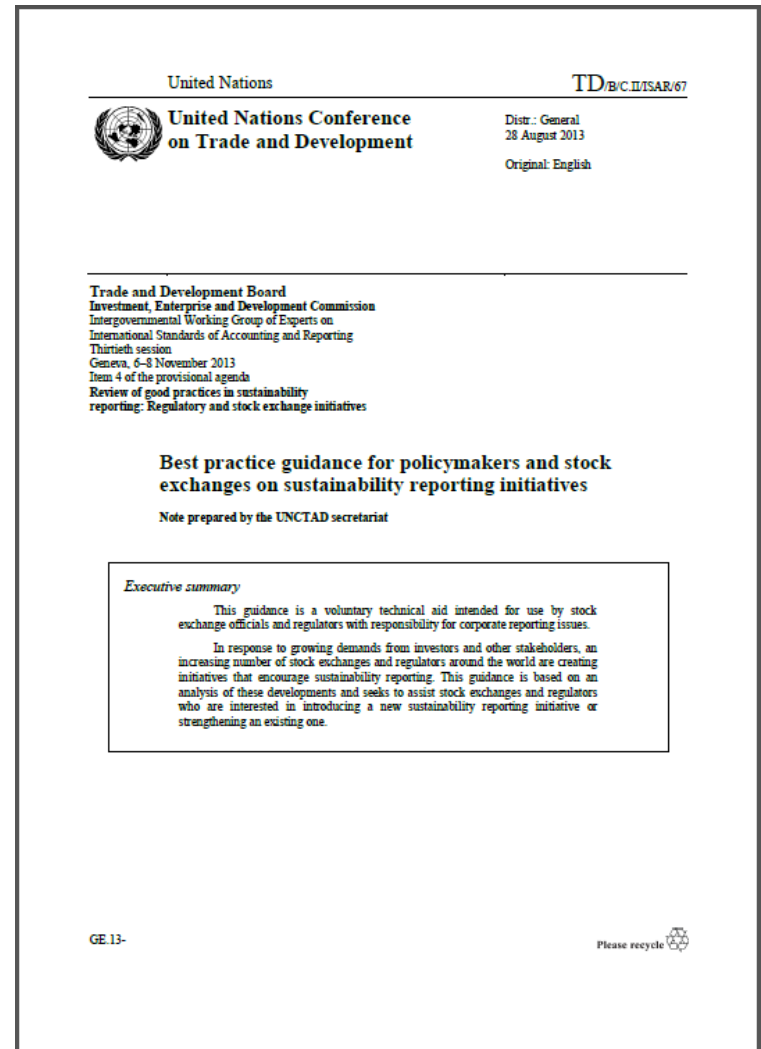 United Nations
TD/B/C.II/ISAR/67
United Nations Conference
on Trade and Development
Distr.: General
28 August 2013
Original: English
Trade and Development Board
Investment, Enterprise and Development Commission
Intergovernmental Working Group of Experts on
International Standards of Accounting and Reporting
Thirtieth session
Geneva, 6–8 November 2013
Item 4 of the provisional agenda
Review of good practices in sustainability
reporting: Regulatory and stock exchange initiatives
Best practice guidance for policymakers and stock
exchanges on sustainability reporting initiatives
Note prepared by the UNCTAD secretariat
Executive summary
This guidance is a voluntary technical aid intended for use by stock
exchange officials and regulators with responsibility for corporate reporting issues.
In response to growing demands from investors and other stakeholders, an
increasing number of stock exchanges and regulators around the world are creating
initiatives that encourage sustainability reporting. This guidance is based on an
analysis of these developments and seeks to assist stock exchanges and regulators
who are interested in introducing a new sustainability reporting initiative or
strengthening an existing one.
GE.13-
Please recycle